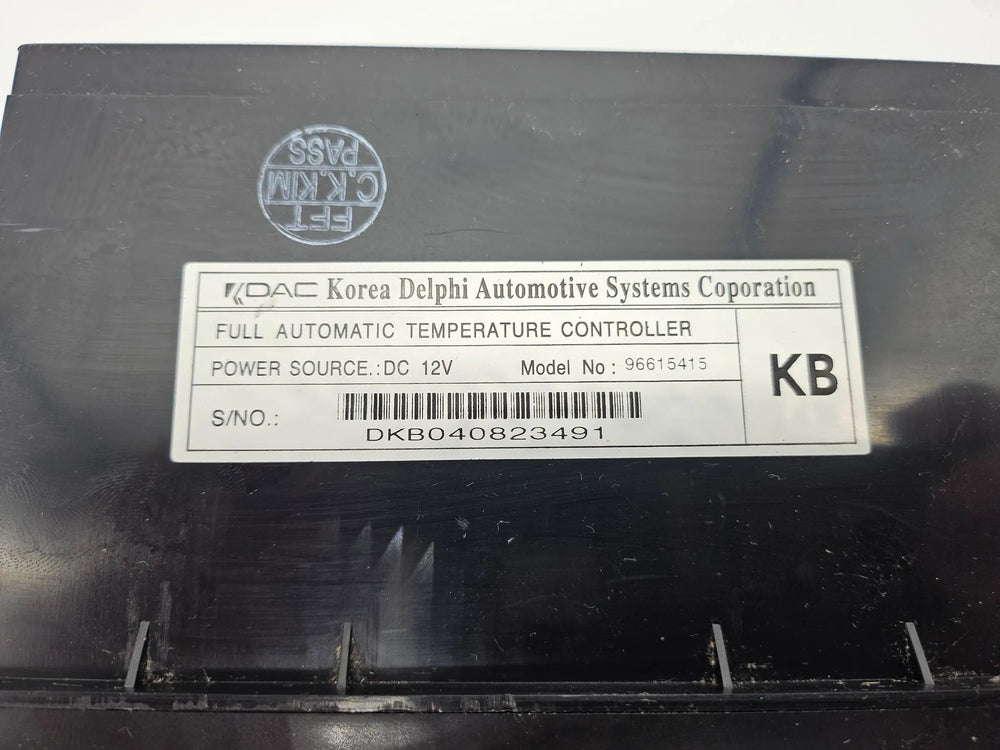 PASS
C.K.KIM
FFT
KDAC Korea Delphi Automotive Systems Coporation
FULL AUTOMATIC TEMPERATURE CONTROLLER
POWER SOURCE.:DC 12V Model No : 96615415
KB
S/NO.:
DKB040823491